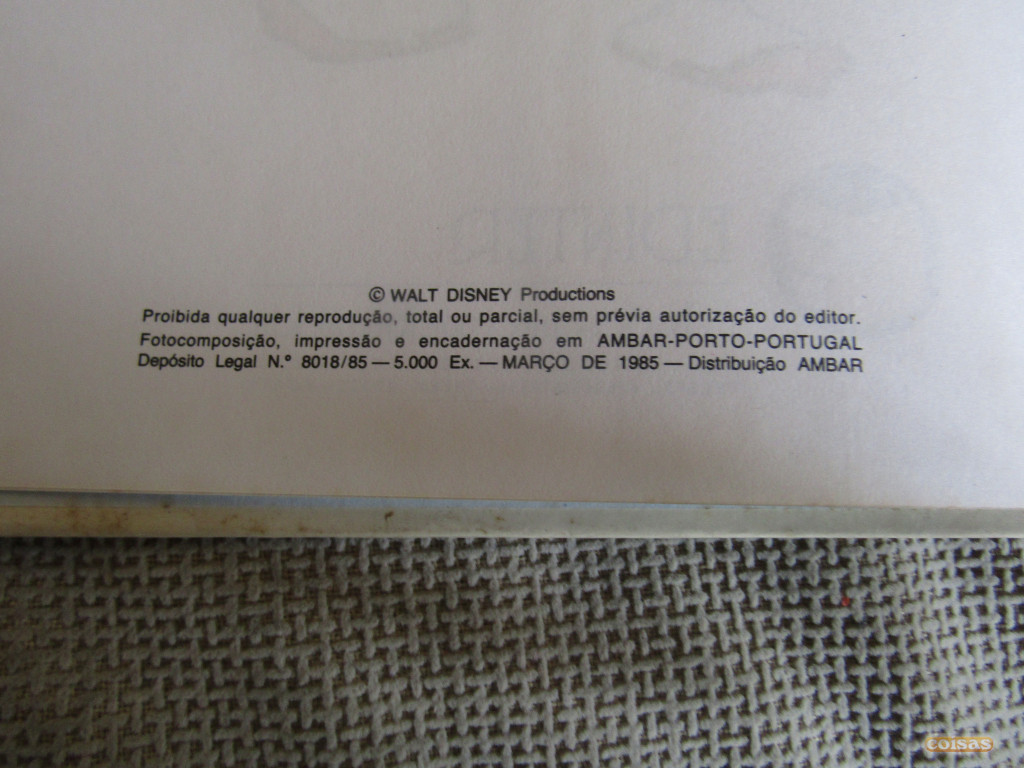 © WALT DISNEY Productions
Proibida qualquer reprodução, total ou parcial, sem prévia autorização do editor.
Fotocomposição, impressão e encadernação em AMBAR-PORTO-PORTUGAL
Depósito Legal N.º 8018/85 — 5.000 Ex. — MARÇO DE 1985 — Distribuição AMBAR
coisas